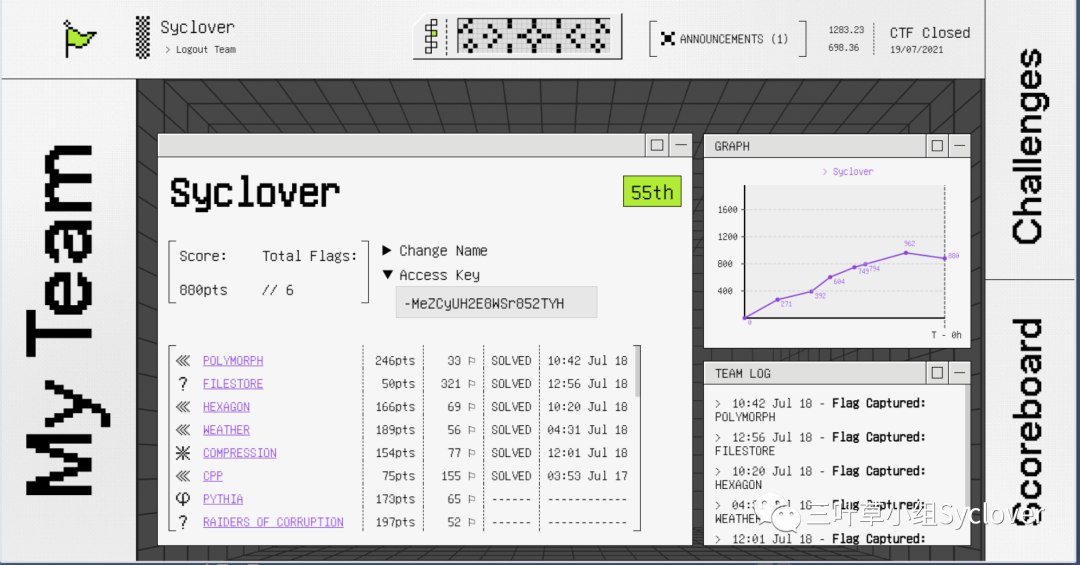 Syclover
> Logout Team
ANNOUNCEMENTS (1)
1283.23
698.36
CTF Closed
19/07/2021
My Team
Challenges
Scoreboard
Syclover
55th
Score:
Total Flags:
880pts
// 6
▶ Change Name
▼ Access Key
-MeZCyUH2E8WSr852TYH
POLYMORPH 246pts 33 SOLVED 10:42 Jul 18
FILESTORE 50pts 321 SOLVED 12:56 Jul 18
HEXAGON 166pts 69 SOLVED 10:20 Jul 18
WEATHER 189pts 56 SOLVED 04:31 Jul 18
COMPRESSION 154pts 77 SOLVED 12:01 Jul 18
CPP 75pts 155 SOLVED 03:53 Jul 17
PYTHIA 173pts 65 ------ ------------
RAIDERS OF CORRUPTION 197pts 52 ------ ------------
GRAPH
> Syclover
1600
1200
800
400
0
271
392
604
749
794
962
880
T - 0h
TEAM LOG
> 10:42 Jul 18 - Flag Captured:
POLYMORPH
> 12:56 Jul 18 - Flag Captured:
FILESTORE
> 10:20 Jul 18 - Flag Captured:
HEXAGON
> 04:31 Jul 18 - Flag Captured:
WEATHER
> 12:01 Jul 18 - Flag Captured:
三叶草小组Syclover